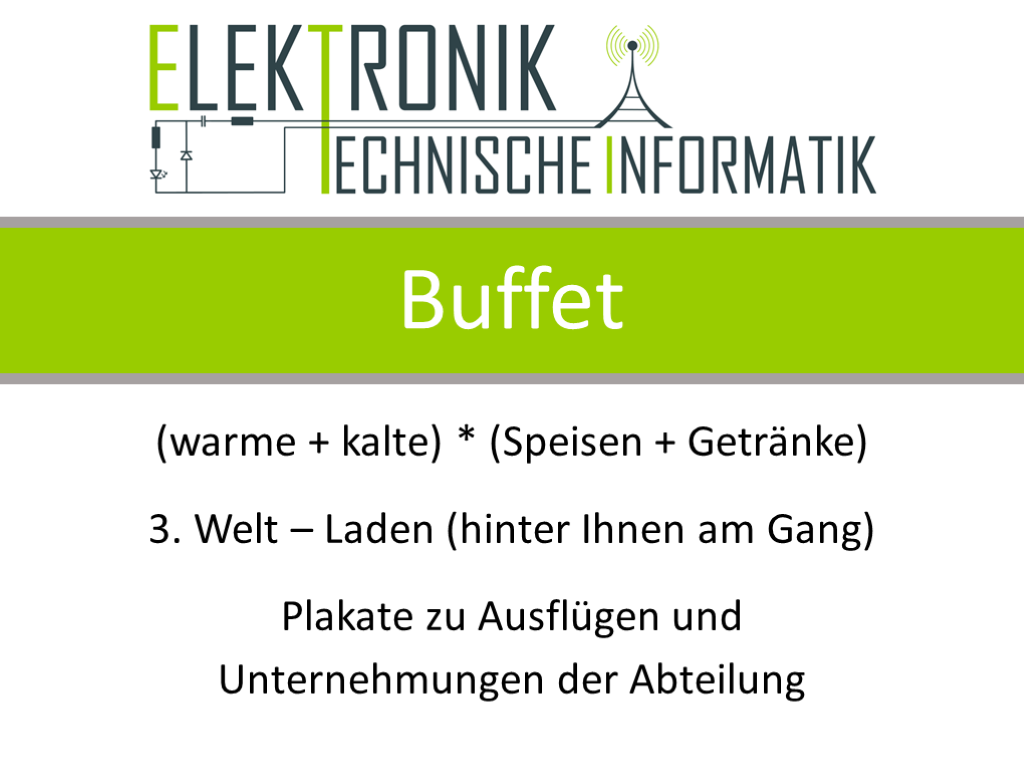 ELEKTRONIK
TECHNISCHE INFORMATIK
Buffet
(warme + kalte) * (Speisen + Getränke)
3. Welt – Laden (hinter Ihnen am Gang)
Plakate zu Ausflügen und
Unternehmungen der Abteilung